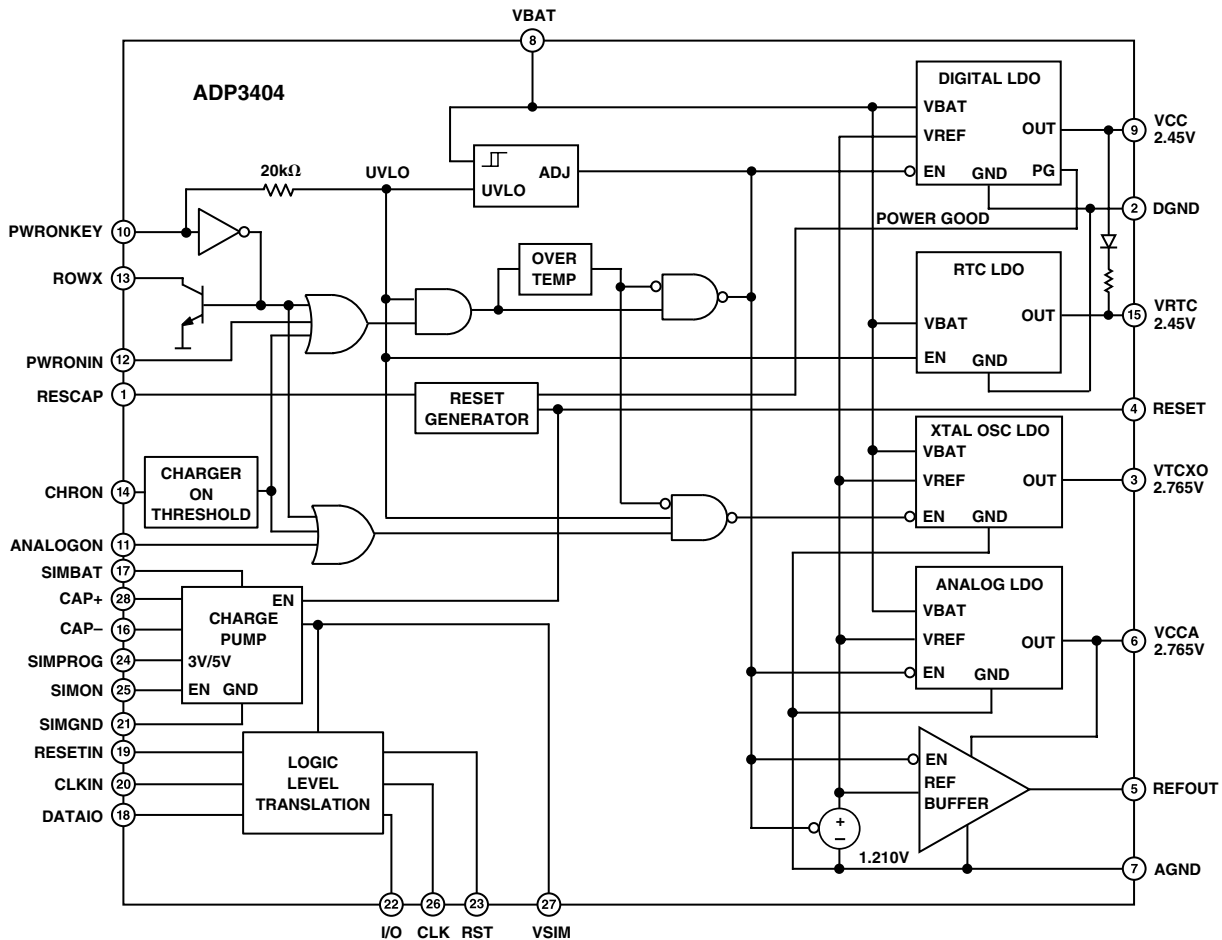 VBAT
8
ADP3404
DIGITAL LDO
VBAT
VREF
OUT
EN
GND
PG
9
VCC
2.45V
20kΩ
UVLO
UVLO
ADJ
POWER GOOD
2
DGND
PWRONKEY
10
ROWX
13
OVER
TEMP
RTC LDO
VBAT
OUT
EN
GND
15
VRTC
2.45V
PWRONIN
12
RESCAP
1
RESET
GENERATOR
4
RESET
XTAL OSC LDO
VBAT
VREF
OUT
EN
GND
3
VTCXO
2.765V
CHRON
14
CHARGER
ON
THRESHOLD
ANALOGON
11
SIMBAT
17
CAP+
28
CAP–
16
SIMPROG
24
SIMON
25
SIMGND
21
EN
CHARGE
PUMP
3V/5V
EN
GND
ANALOG LDO
VBAT
VREF
OUT
EN
GND
6
VCCA
2.765V
RESETIN
19
CLKIN
20
DATAIO
18
LOGIC
LEVEL
TRANSLATION
EN
REF
BUFFER
5
REFOUT
+
–
1.210V
7
AGND
22
26
23
27
I/O
CLK
RST
VSIM